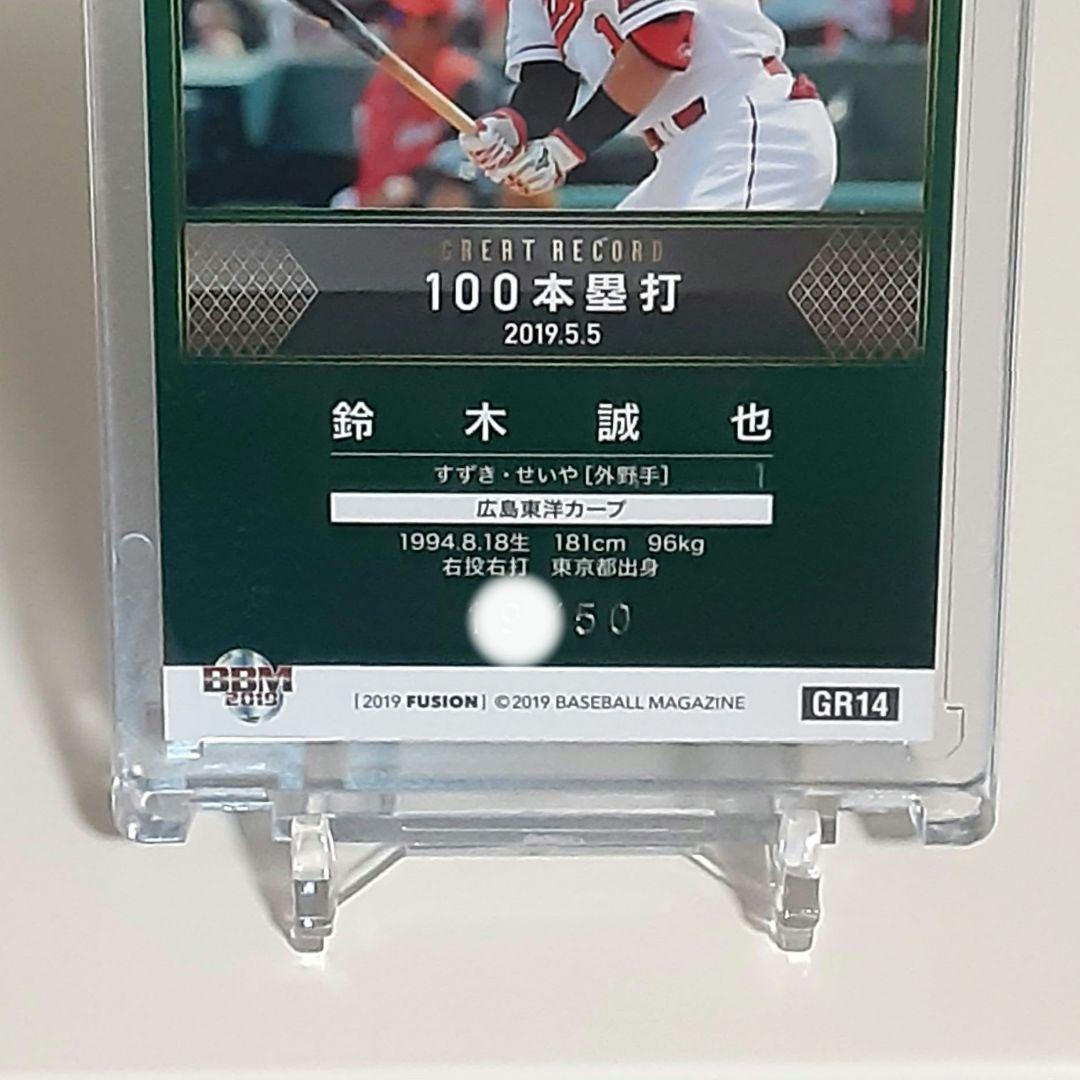 GREAT RECORD
100本塁打
2019.5.5
鈴木誠也
すずき・せいや[外野手] 1
広島東洋カープ
1994.8.18生 181cm 96kg
右投右打 東京都出身
50
BBM
2019
[2019 FUSION] ©2019 BASEBALL MAGAZINE
GR14